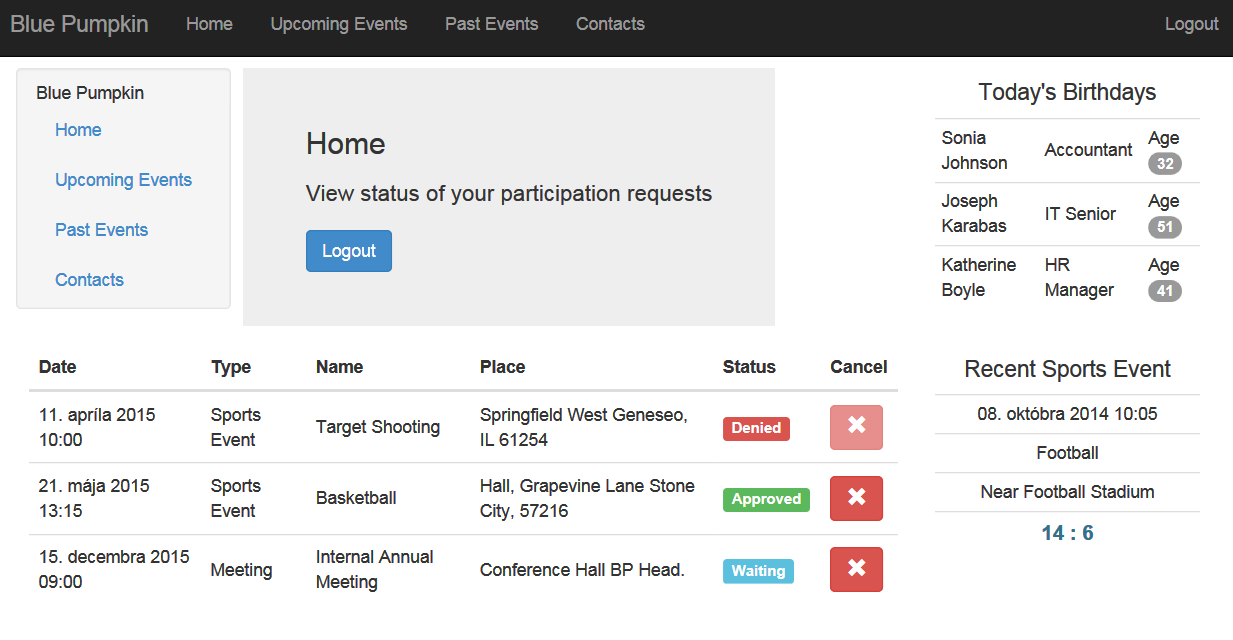 Blue Pumpkin Home Upcoming Events Past Events Contacts Logout
Blue Pumpkin
Home
Upcoming Events
Past Events
Contacts
Home
View status of your participation requests
Logout
Today's Birthdays
Sonia
Johnson
Accountant
Age
32
Joseph
Karabas
IT Senior
Age
51
Katherine
Boyle
HR
Manager
Age
41
Date Type Name Place Status Cancel
11. apríla 2015
10:00
Sports
Event
Target Shooting
Springfield West Geneseo,
IL 61254
Denied
21. mája 2015
13:15
Sports
Event
Basketball
Hall, Grapevine Lane Stone
City, 57216
Approved
15. decembra 2015
09:00
Meeting
Internal Annual
Meeting
Conference Hall BP Head.
Waiting
Recent Sports Event
08. októbra 2014 10:05
Football
Near Football Stadium
14 : 6